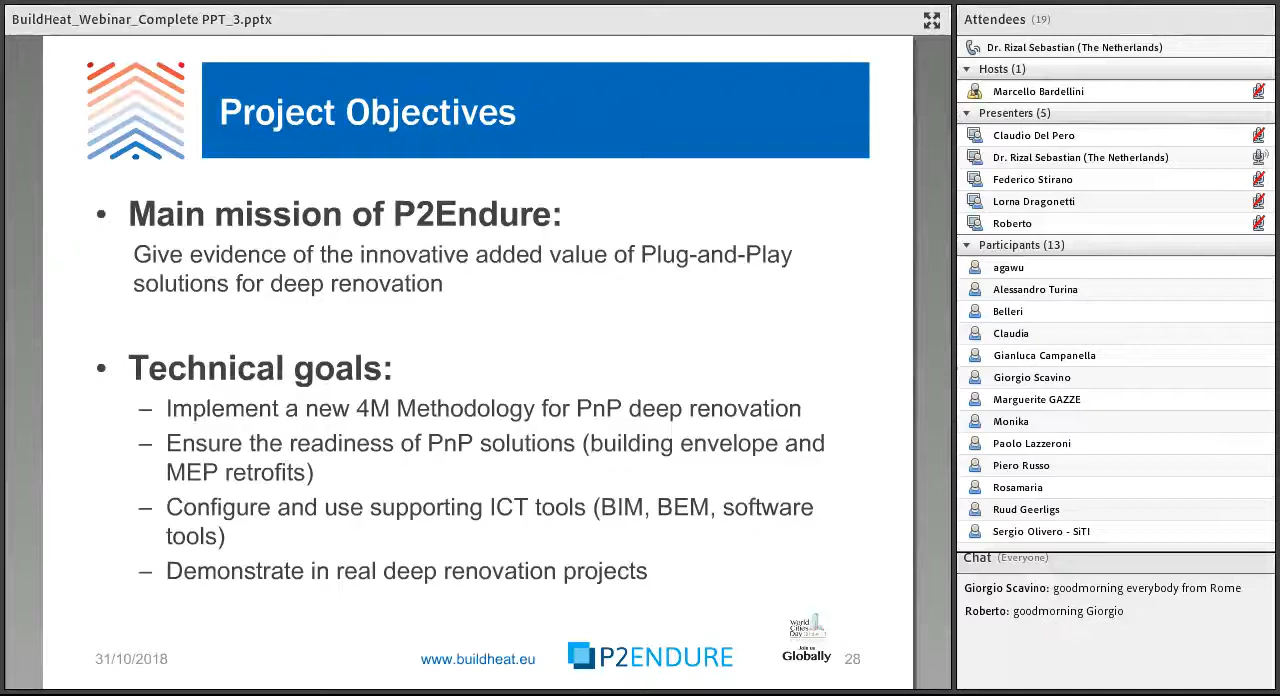 BuildHeat_Webinar_Complete PPT_3.pptx
Project Objectives
• Main mission of P2Endure:
Give evidence of the innovative added value of Plug-and-Play
solutions for deep renovation
• Technical goals:
– Implement a new 4M Methodology for PnP deep renovation
– Ensure the readiness of PnP solutions (building envelope and
MEP retrofits)
– Configure and use supporting ICT tools (BIM, BEM, software
tools)
– Demonstrate in real deep renovation projects
31/10/2018
www.buildheat.eu
P2ENDURE
World
Cities
Day
Join us
Globally
28
Attendees (19)
Dr. Rizal Sebastian (The Netherlands)
Hosts (1)
Marcello Bardellini
Presenters (5)
Claudio Del Pero
Dr. Rizal Sebastian (The Netherlands)
Federico Stirano
Lorna Dragonetti
Roberto
Participants (13)
agawu
Alessandro Turina
Belleri
Claudia
Gianluca Campanella
Giorgio Scavino
Marguerite GAZZE
Monika
Paolo Lazzeroni
Piero Russo
Rosamaria
Ruud Geerligs
Sergio Olivero - SiTI
Chat (Everyone)
Giorgio Scavino: goodmorning everybody from Rome
Roberto: goodmorning Giorgio